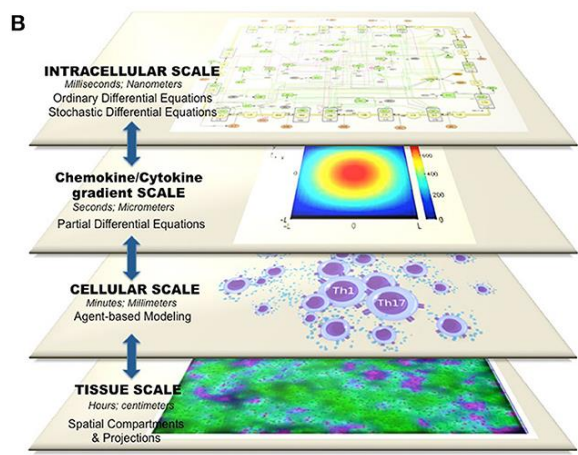 B
INTRACELLULAR SCALE
Milliseconds; Nanometers
Ordinary Differential Equations
Stochastic Differential Equations
Chemokine/Cytokine
gradient SCALE
Seconds; Micrometers
Partial Differential Equations
400
200
0
-1
0
1
CELLULAR SCALE
Minutes; Millimeters
Agent-based Modeling
Th1
Th17
TISSUE SCALE
Hours; centimeters
Spatial Compartments
& Projections